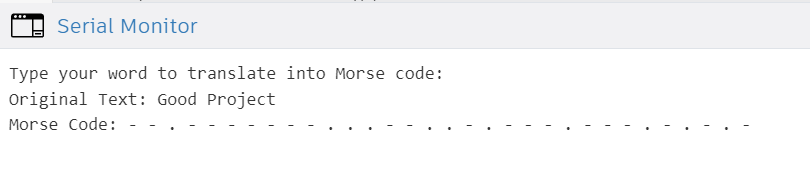 Serial Monitor
Type your word to translate into Morse code:
Original Text: Good Project
Morse Code: - - . - - - - - - - . . . - - . . - . - - - . - - - . - . - . -